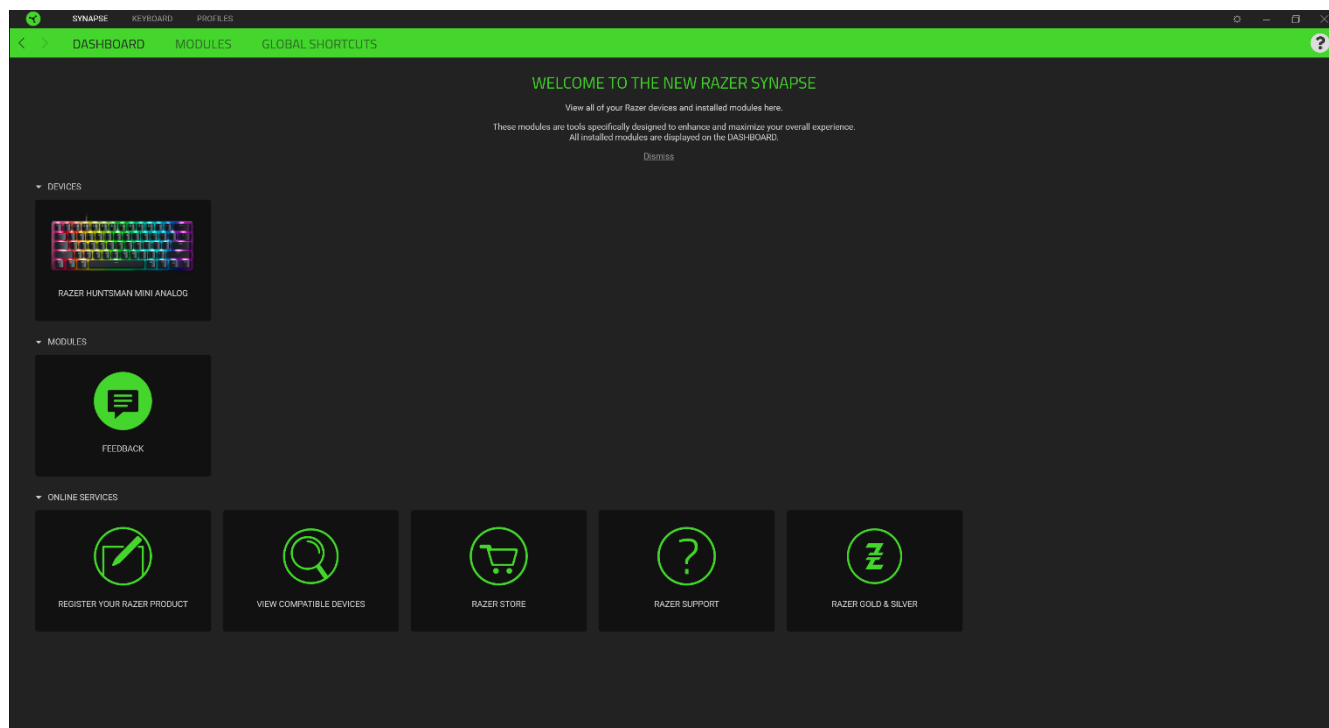 SYNAPSE KEYBOARD PROFILES
DASHBOARD MODULES GLOBAL SHORTCUTS
?
WELCOME TO THE NEW RAZER SYNAPSE
View all of your Razer devices and installed modules here.
These modules are tools specifically designed to enhance and maximize your overall experience.
All installed modules are displayed on the DASHBOARD.
Dismiss
DEVICES
RAZER HUNTSMAN MINI ANALOG
MODULES
FEEDBACK
ONLINE SERVICES
REGISTER YOUR RAZER PRODUCT VIEW COMPATIBLE DEVICES RAZER STORE RAZER SUPPORT RAZER GOLD & SILVER